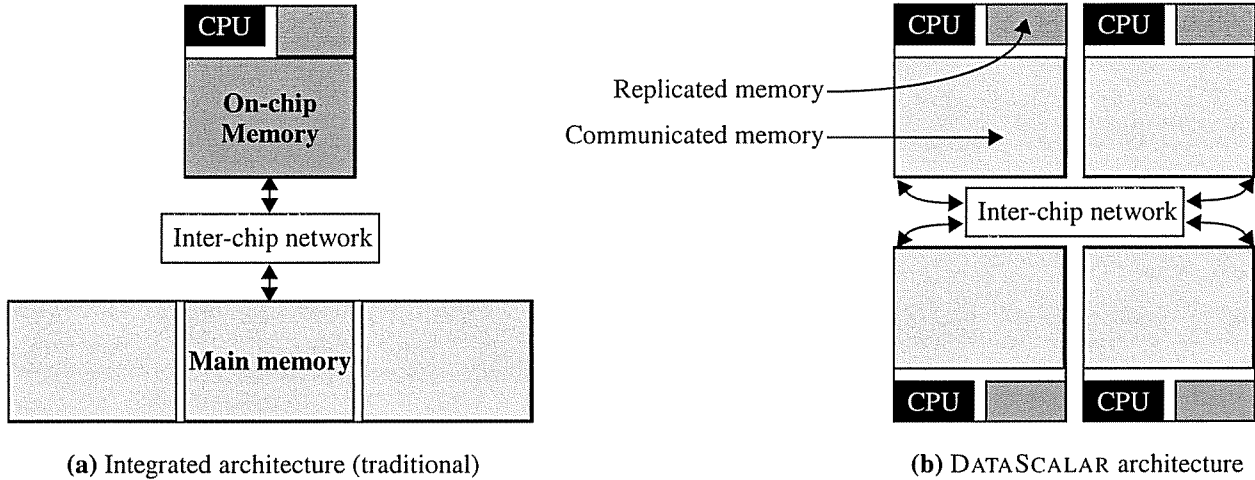 CPU
On-chip
Memory
Inter-chip network
Main memory
(a) Integrated architecture (traditional)
CPU
CPU
Replicated memory
Communicated memory
Inter-chip network
CPU
CPU
(b) DATASCALAR architecture